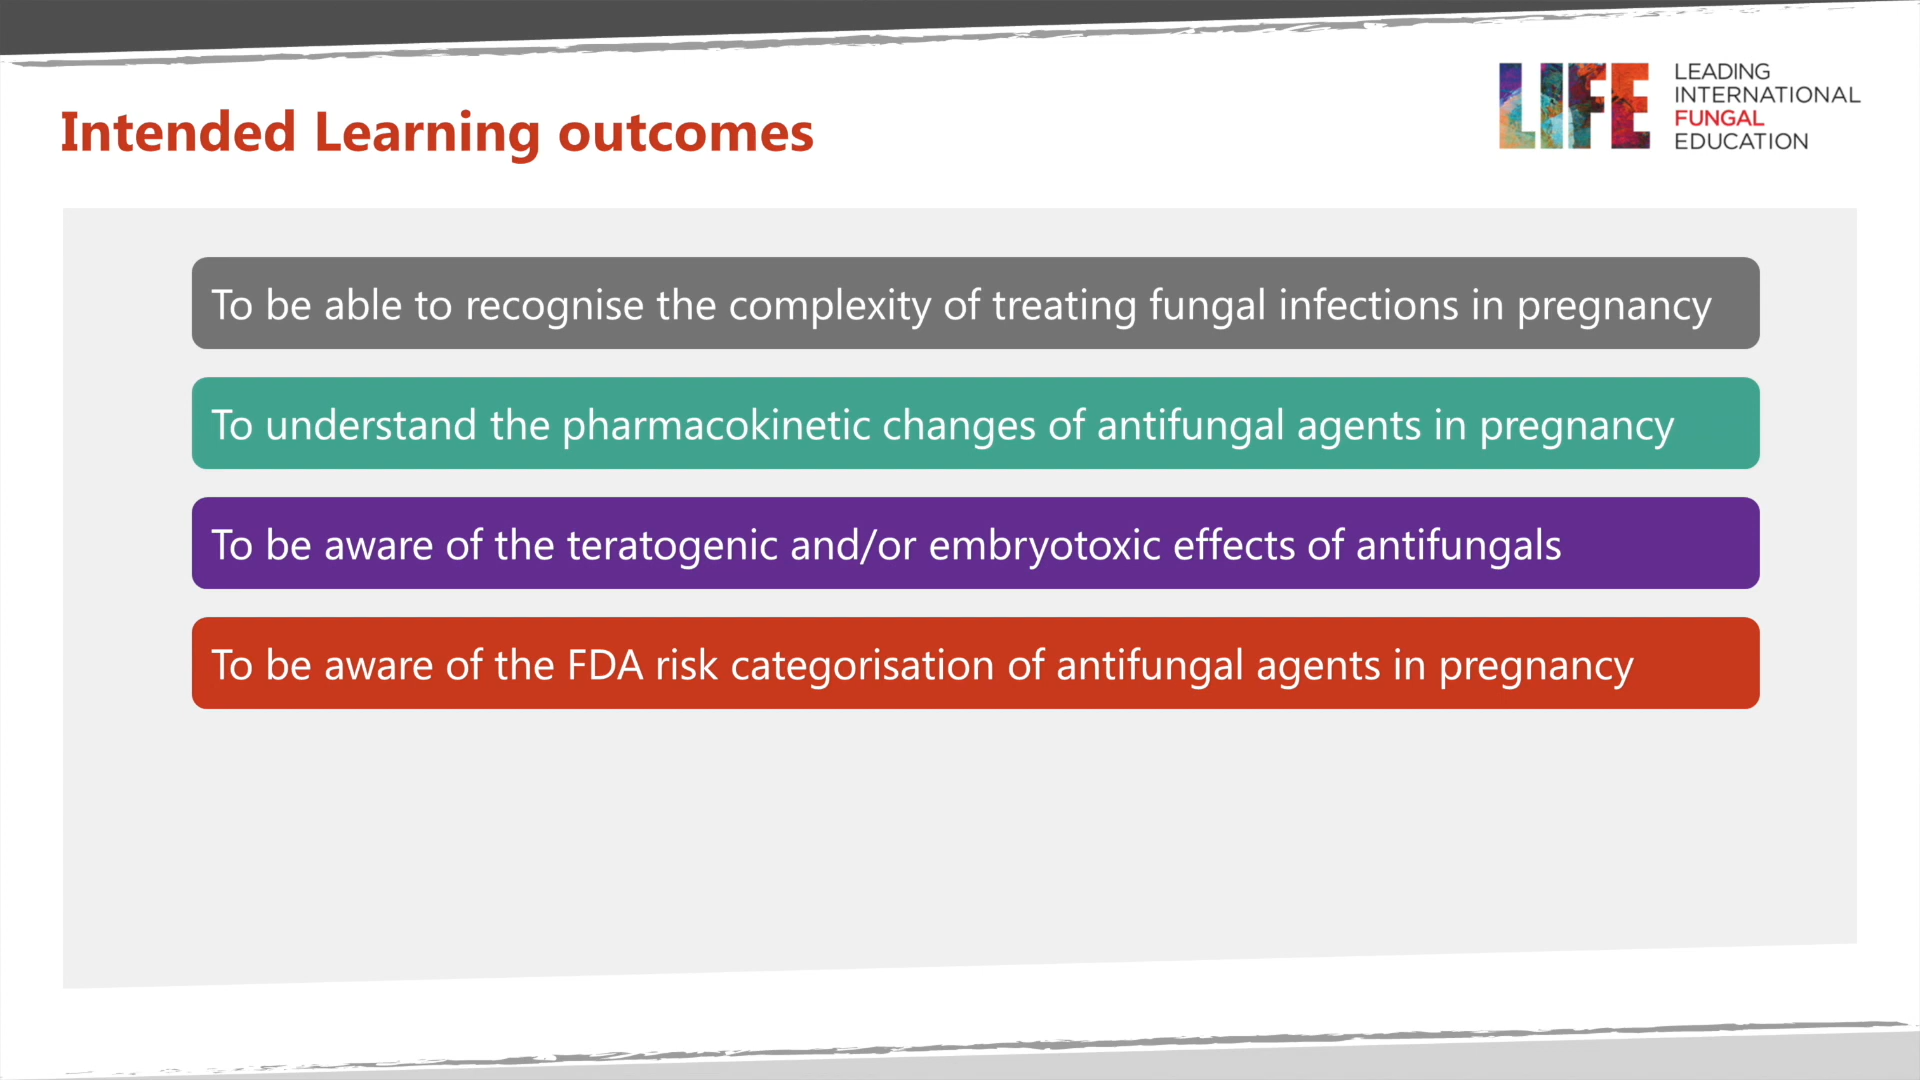 Intended Learning outcomes
LIFE
LEADING
INTERNATIONAL
FUNGAL
EDUCATION
To be able to recognise the complexity of treating fungal infections in pregnancy
To understand the pharmacokinetic changes of antifungal agents in pregnancy
To be aware of the teratogenic and/or embryotoxic effects of antifungals
To be aware of the FDA risk categorisation of antifungal agents in pregnancy